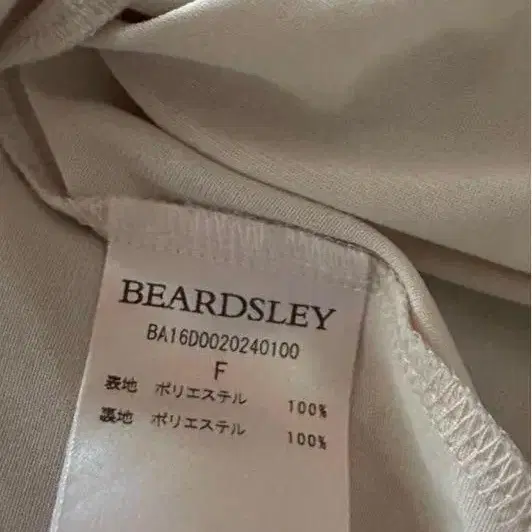 BEARDSLEY
BA16D0020240100
F
表地 ポリエステル 100%
裏地 ポリエステル 100%